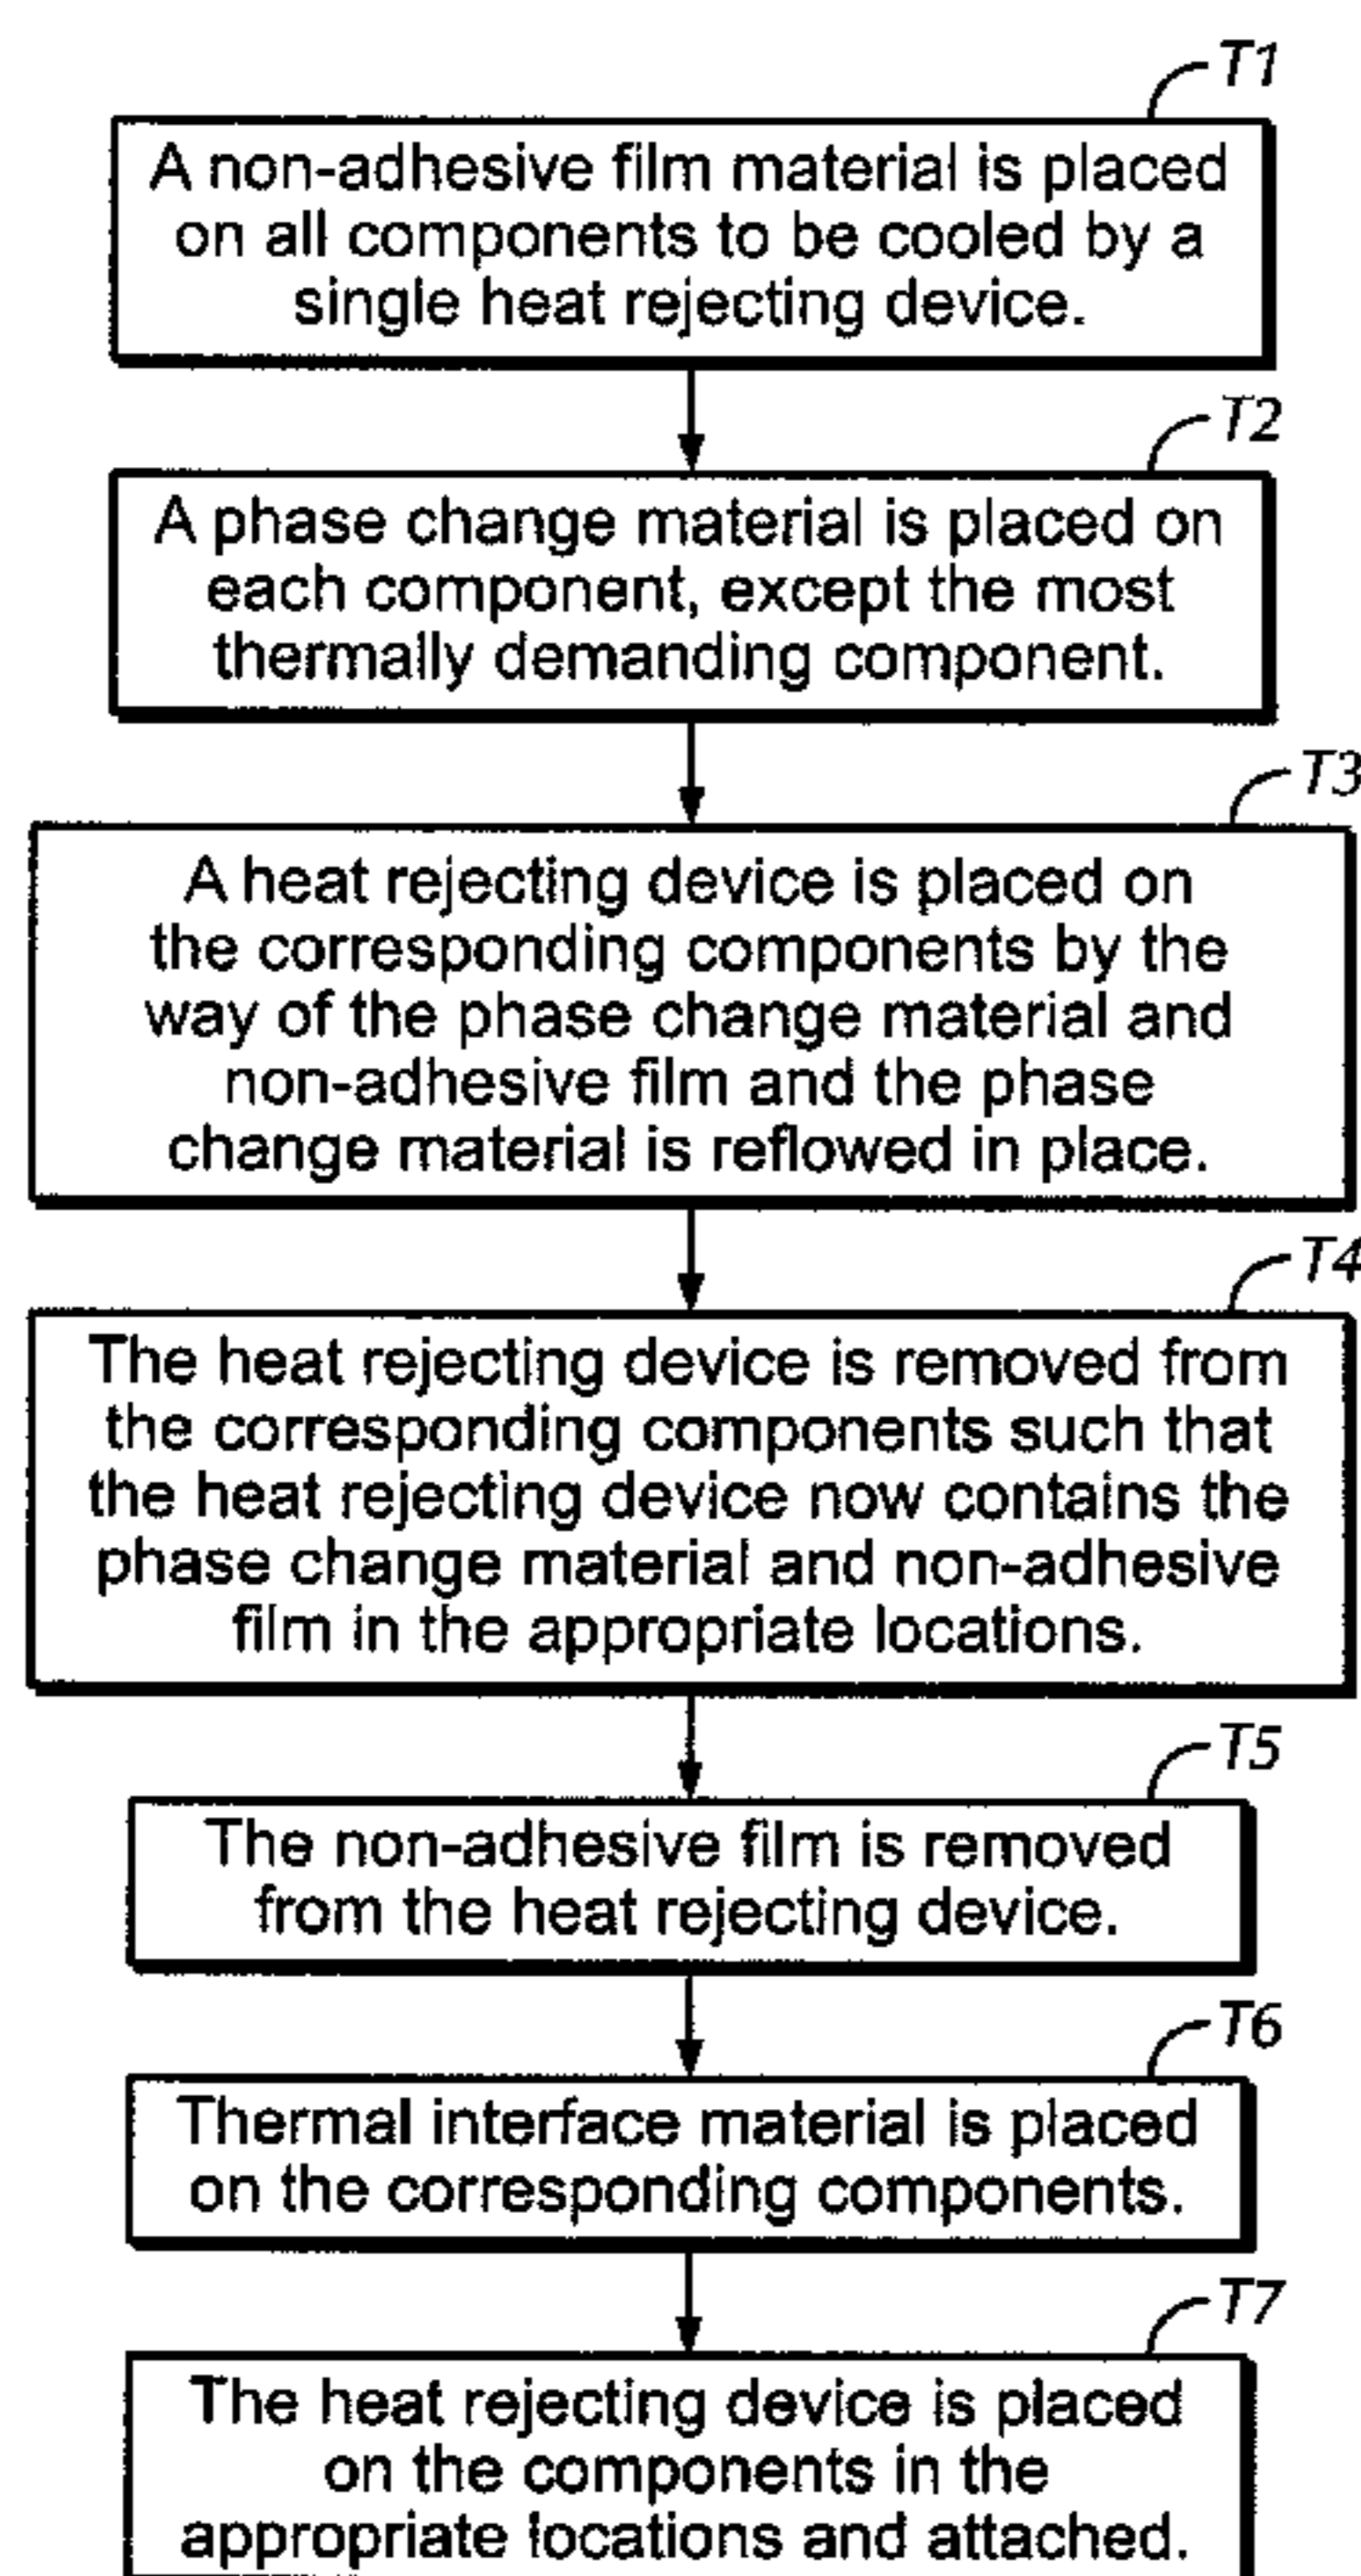 T1
A non-adhesive film material is placed
on all components to be cooled by a
single heat rejecting device.
T2
A phase change material is placed on
each component, except the most
thermally demanding component.
T3
A heat rejecting device is placed on
the corresponding components by the
way of the phase change material and
non-adhesive film and the phase
change material is reflowed in place.
T4
The heat rejecting device is removed from
the corresponding components such that
the heat rejecting device now contains the
phase change material and non-adhesive
film in the appropriate locations.
T5
The non-adhesive film is removed
from the heat rejecting device.
T6
Thermal interface material is placed
on the corresponding components.
T7
The heat rejecting device is placed
on the components in the
appropriate locations and attached.